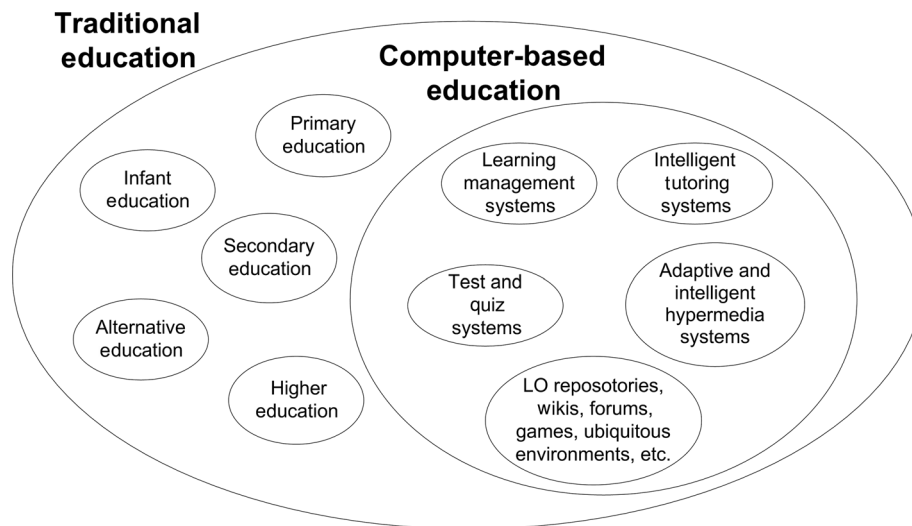 Traditional
education
Computer-based
education
Primary
education
Infant
education
Secondary
education
Alternative
education
Higher
education
Learning
management
systems
Intelligent
tutoring
systems
Test and
quiz
systems
Adaptive and
intelligent
hypermedia
systems
LO reposotories,
wikis, forums,
games, ubiquitous
environments, etc.